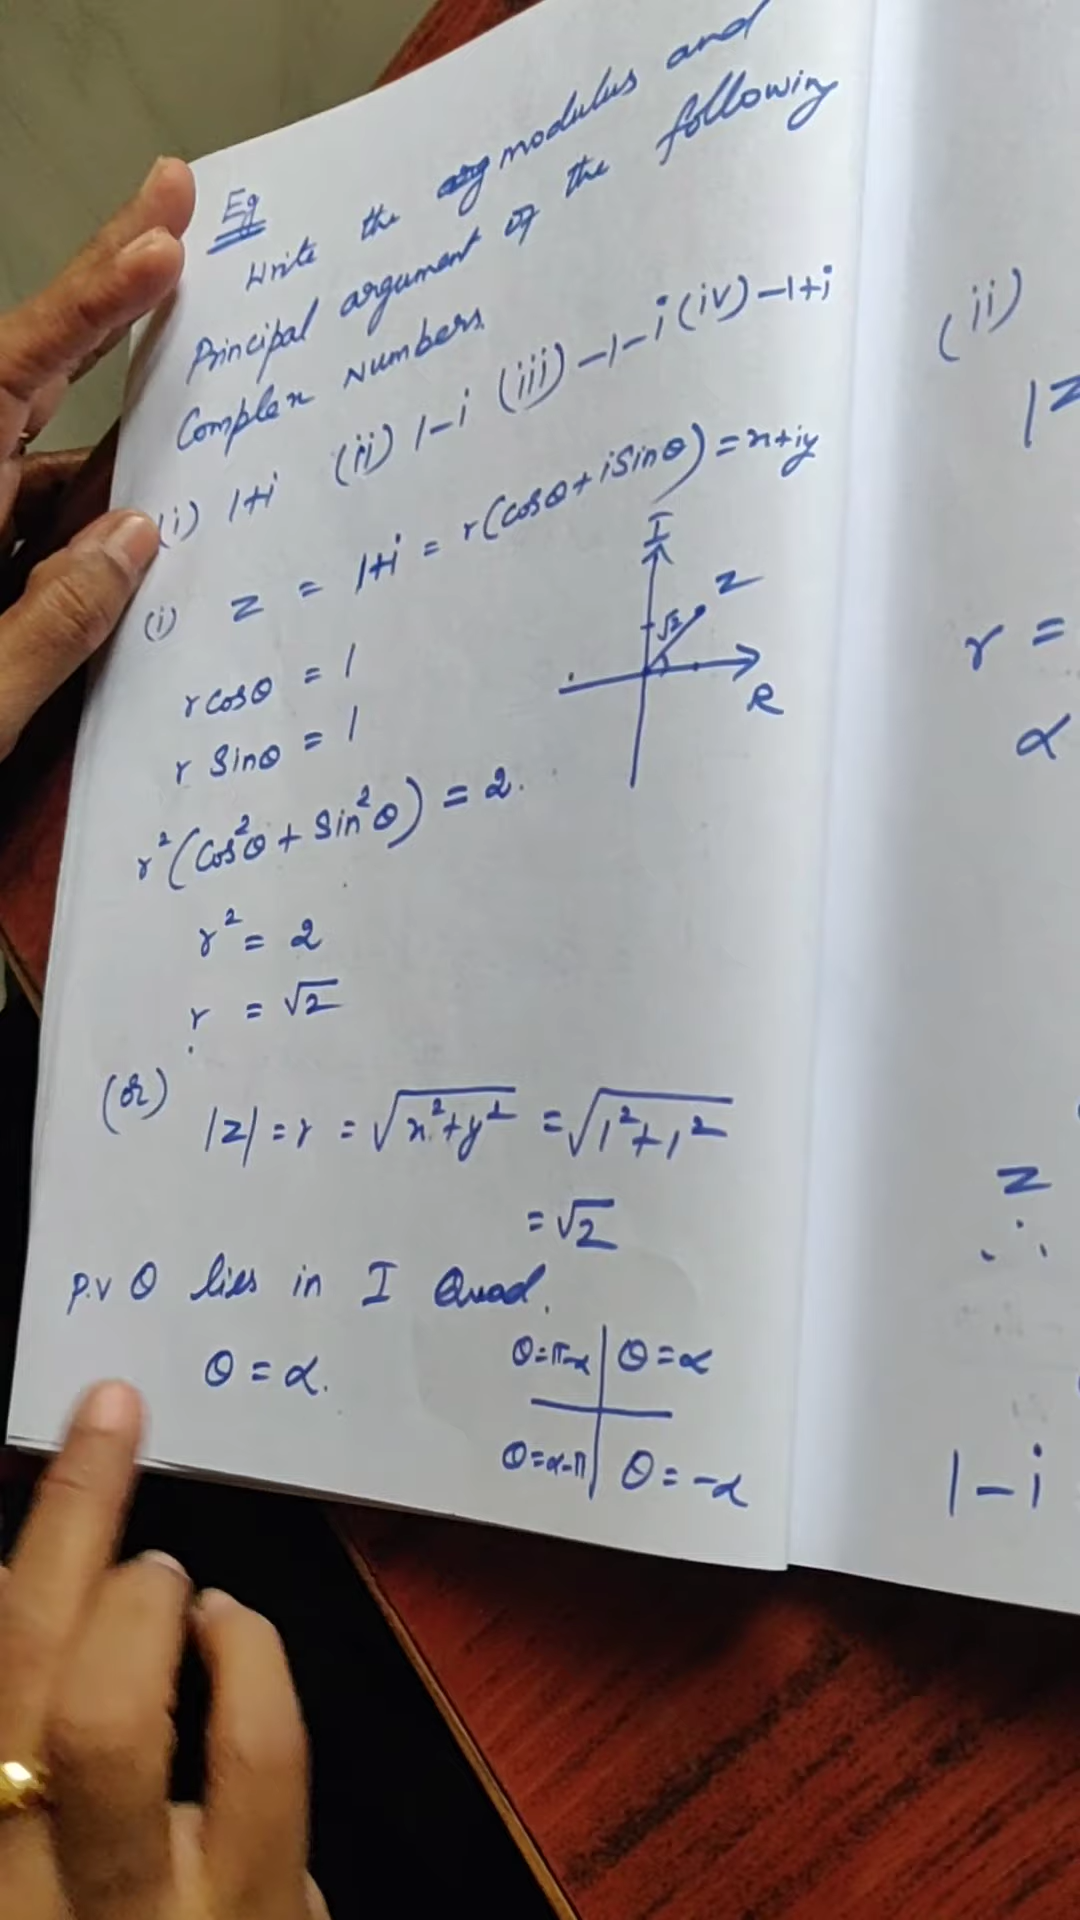 Eg
Write the modulus and
Principal argument of the following
Complex Numbers.
(i) 1+i (ii) 1-i (iii) -1-i (iv) -1+i
(i) z = 1+i = r(cosθ + i Sinθ) = x+iy
r cosθ = 1
r Sinθ = 1
I
z
√2
R
r²(Cos²θ + Sin²θ) = 2.
r² = 2
r = √2
(or)
|z| = r = √x²+y² = √1²+1²
= √2
P.V θ lies in I Quad.
θ = α.
θ=π-α θ=α
θ=α-π θ=-α
(ii)
|z
r =
α
z
∴
1-i